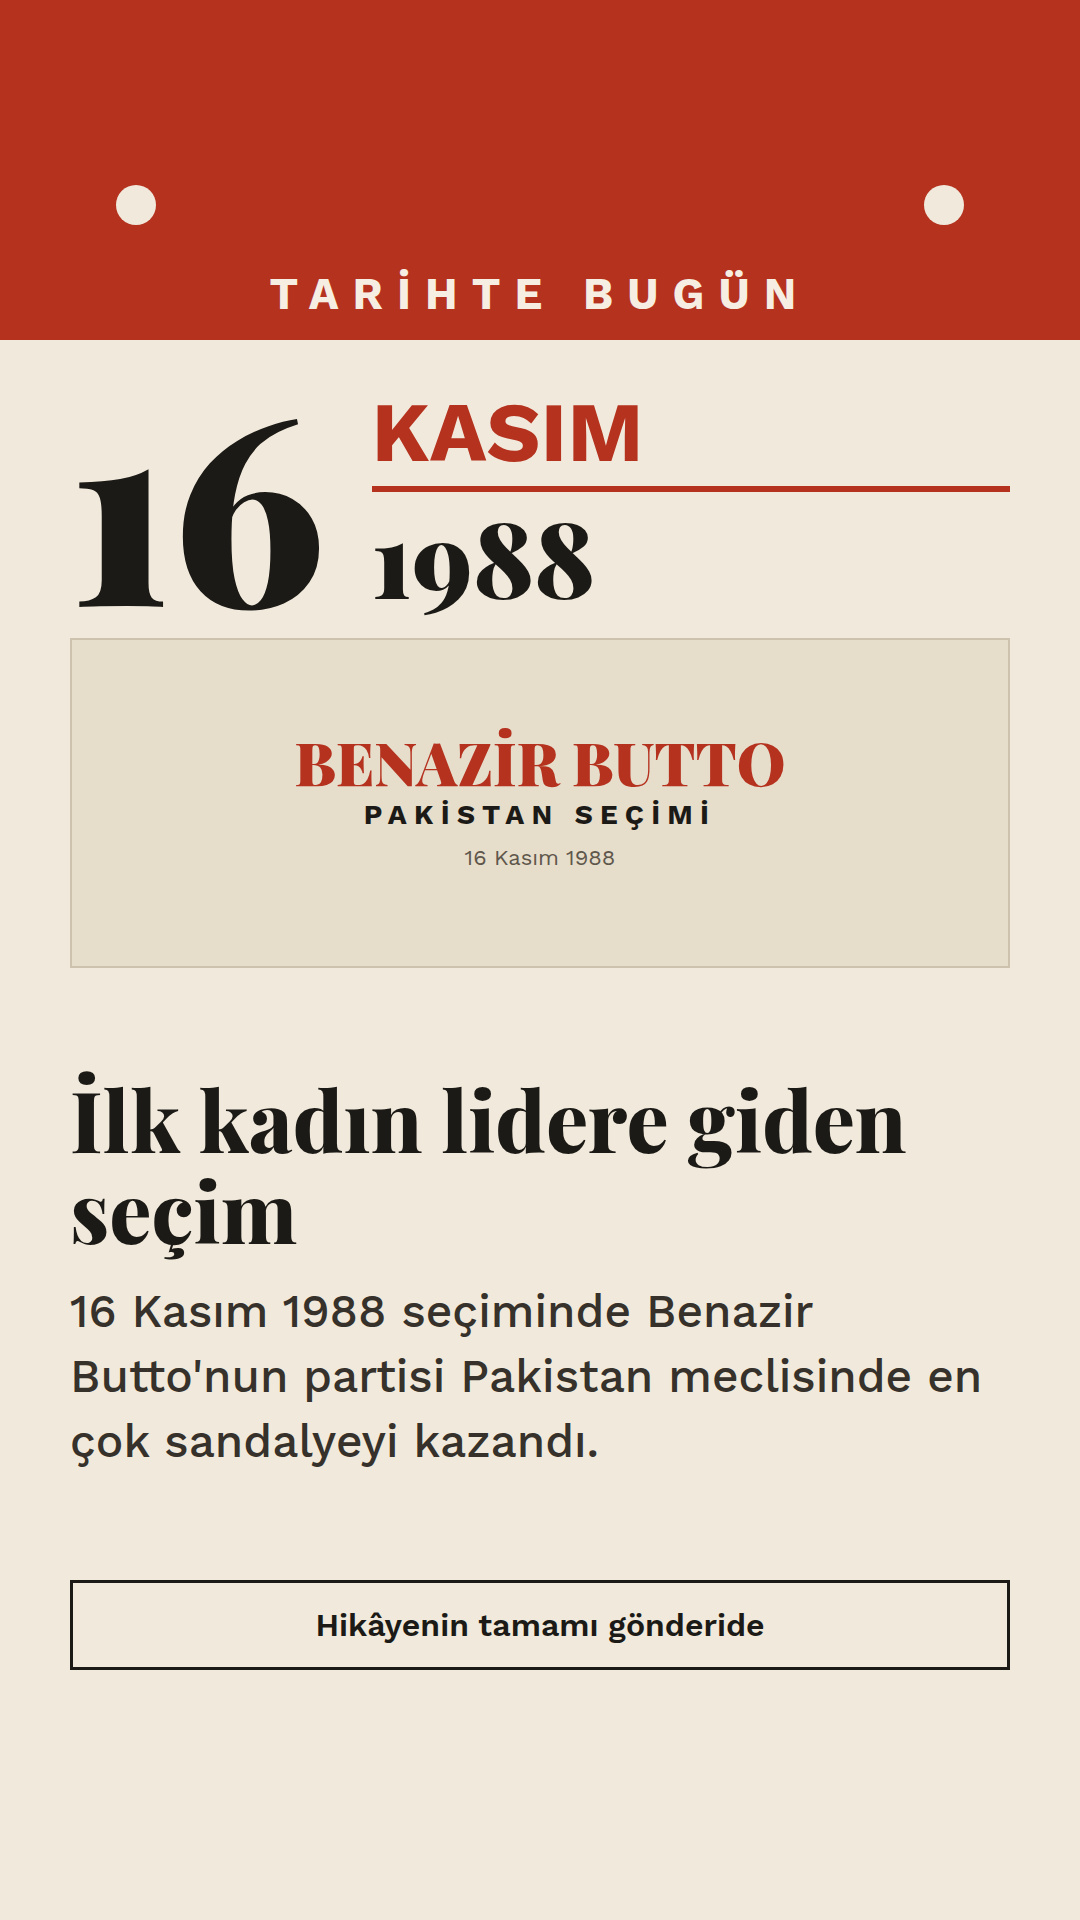 TARİHTE BUGÜN
16
KASIM
1988
BENAZİR BUTTO
PAKİSTAN SEÇİMİ
16 Kasım 1988
İlk kadın lidere giden
seçim
16 Kasım 1988 seçiminde Benazir
Butto'nun partisi Pakistan meclisinde en
çok sandalyeyi kazandı.
Hikâyenin tamamı gönderide